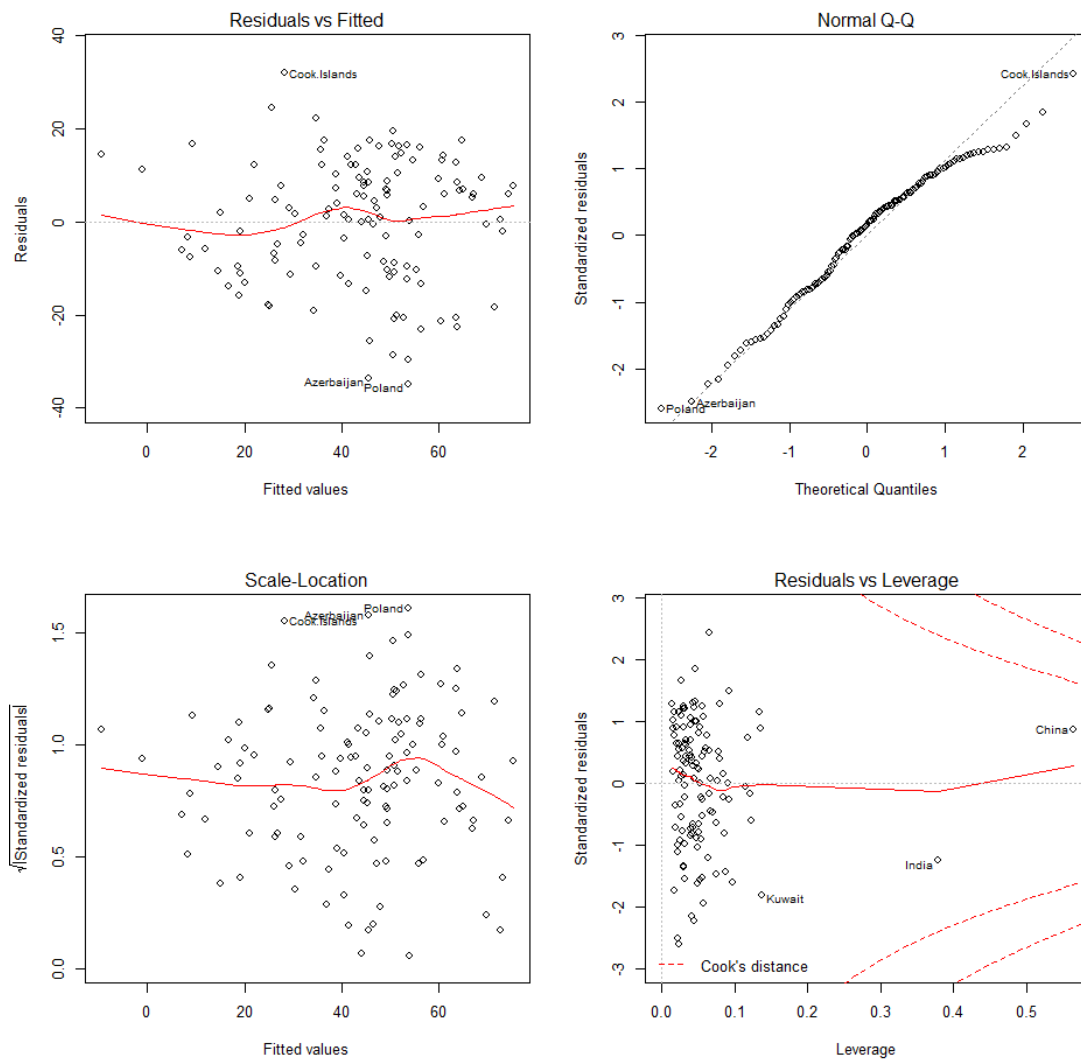 Residuals vs Fitted
40
20
0
-20
-40
Residuals
Cook.Islands
Azerbaijan
Poland
0 20 40 60
Fitted values
Normal Q-Q
3
2
1
0
-1
-2
Standardized residuals
Cook.Islands
Azerbaijan
Poland
-2 -1 0 1 2
Theoretical Quantiles
Scale-Location
1.5
1.0
0.5
0.0
√|Standardized residuals|
Poland
Azerbaijan
Cook.Islands
0 20 40 60
Fitted values
Residuals vs Leverage
3
2
1
0
-1
-2
-3
Standardized residuals
China
India
Kuwait
Cook's distance
0.0 0.1 0.2 0.3 0.4 0.5
Leverage